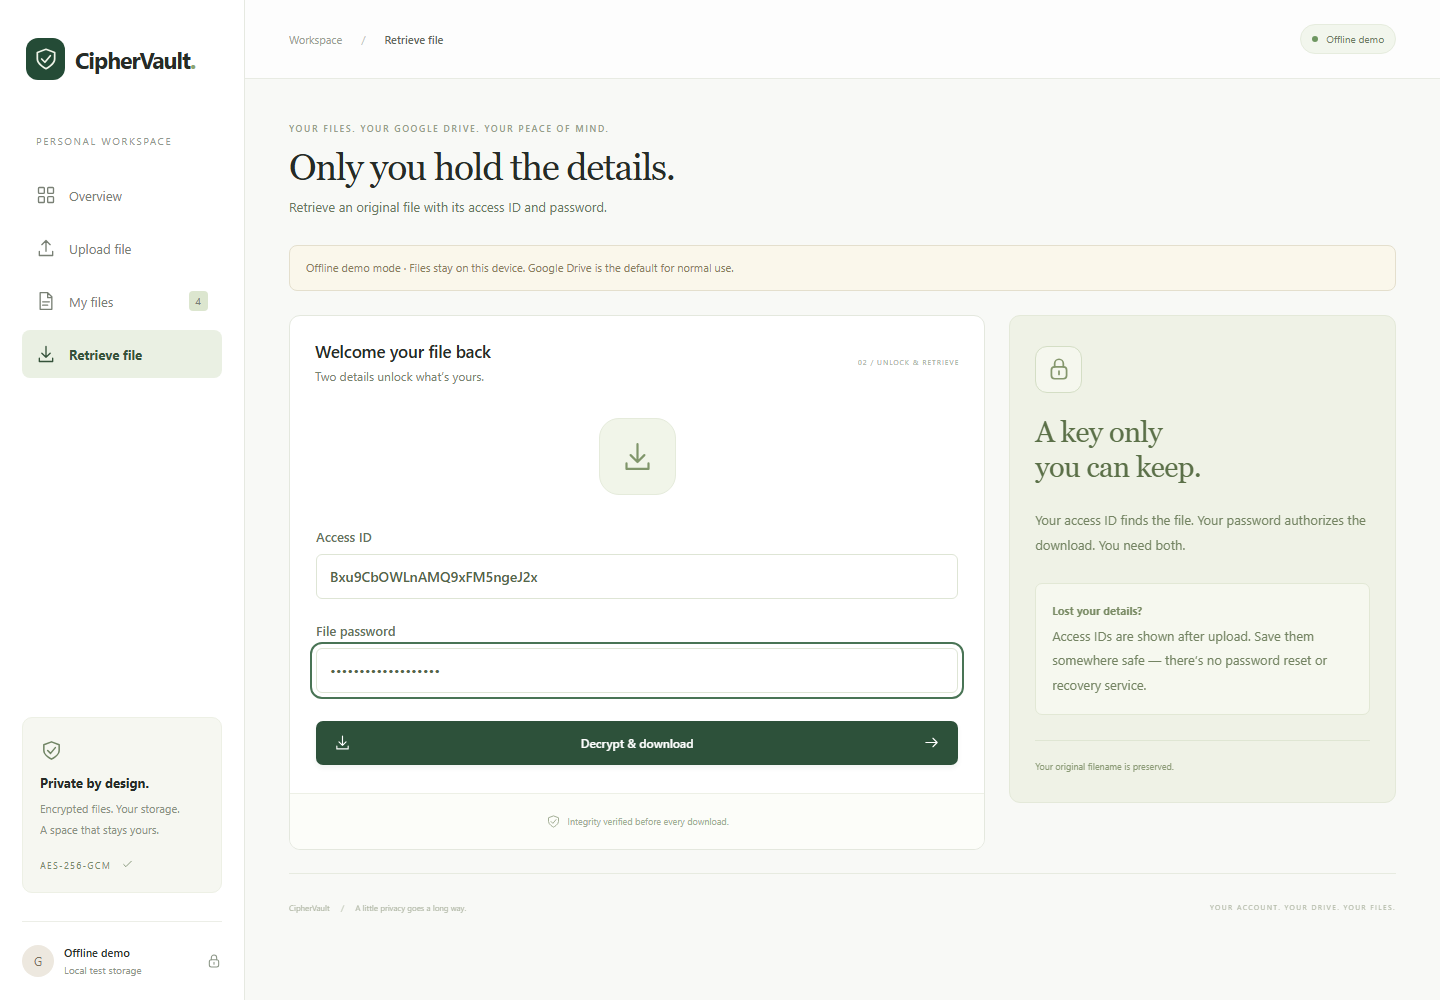 CipherVault.
PERSONAL WORKSPACE
Overview
Upload file
My files 4
Retrieve file
Private by design.
Encrypted files. Your storage.
A space that stays yours.
AES-256-GCM
G
Offline demo
Local test storage
Workspace / Retrieve file
Offline demo
YOUR FILES. YOUR GOOGLE DRIVE. YOUR PEACE OF MIND.
Only you hold the details.
Retrieve an original file with its access ID and password.
Offline demo mode · Files stay on this device. Google Drive is the default for normal use.
Welcome your file back
Two details unlock what's yours.
02 / UNLOCK & RETRIEVE
Access ID
Bxu9CbOWLnAMQ9xFM5ngeJ2x
File password
•••••••••••••••••••
Decrypt & download
Integrity verified before every download.
A key only
you can keep.
Your access ID finds the file. Your password authorizes the
download. You need both.
Lost your details?
Access IDs are shown after upload. Save them
somewhere safe — there's no password reset or
recovery service.
Your original filename is preserved.
CipherVault / A little privacy goes a long way.
YOUR ACCOUNT. YOUR DRIVE. YOUR FILES.